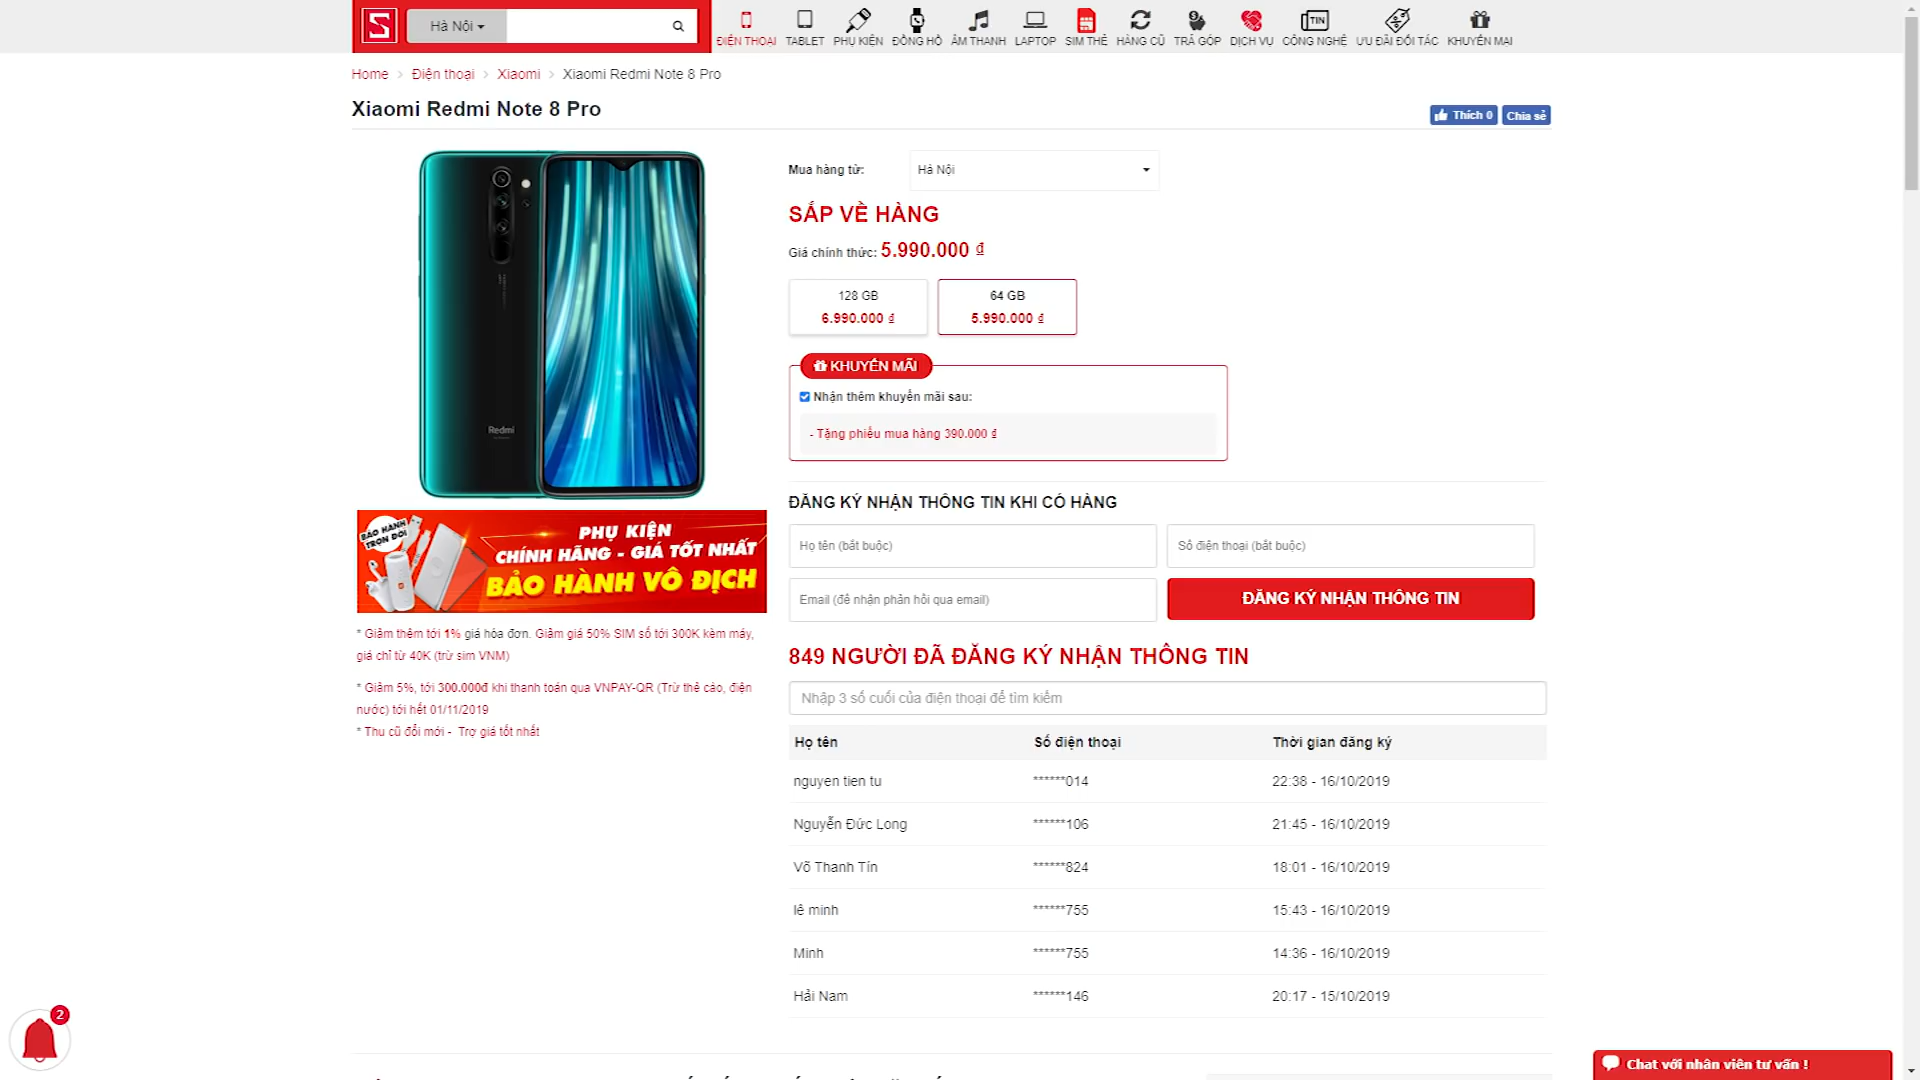 Hà Nội
ĐIỆN THOẠI
TABLET
PHỤ KIỆN
ĐỒNG HỒ
ÂM THANH
LAPTOP
SIM THẺ
HÀNG CŨ
TRẢ GÓP
DỊCH VỤ
TIN
CÔNG NGHỆ
ƯU ĐÃI ĐỐI TÁC
KHUYẾN MẠI
Home > Điện thoại > Xiaomi > Xiaomi Redmi Note 8 Pro
Xiaomi Redmi Note 8 Pro
Thích 0
Chia sẻ
Redmi
BẢO HÀNH
TRỌN ĐỜI
PHỤ KIỆN
CHÍNH HÃNG - GIÁ TỐT NHẤT
BẢO HÀNH VÔ ĐỊCH
* Giảm thêm tới 1% giá hóa đơn. Giảm giá 50% SIM số tới 300K kèm máy,
giá chỉ từ 40K (trừ sim VNM)
* Giảm 5%, tới 300.000đ khi thanh toán qua VNPAY-QR (Trừ thẻ cào, điện
nước) tới hết 01/11/2019
* Thu cũ đổi mới - Trợ giá tốt nhất
Mua hàng từ:
Hà Nội
SẮP VỀ HÀNG
Giá chính thức: 5.990.000 ₫
128 GB
6.990.000 ₫
64 GB
5.990.000 ₫
KHUYẾN MÃI
Nhận thêm khuyến mãi sau:
- Tặng phiếu mua hàng 390.000 ₫
ĐĂNG KÝ NHẬN THÔNG TIN KHI CÓ HÀNG
Họ tên (bắt buộc)
Số điện thoại (bắt buộc)
Email (để nhận phản hồi qua email)
ĐĂNG KÝ NHẬN THÔNG TIN
849 NGƯỜI ĐÃ ĐĂNG KÝ NHẬN THÔNG TIN
Nhập 3 số cuối của điện thoại để tìm kiếm
Họ tên Số điện thoại Thời gian đăng ký
nguyen tien tu ******014 22:38 - 16/10/2019
Nguyễn Đức Long ******106 21:45 - 16/10/2019
Võ Thanh Tín ******824 18:01 - 16/10/2019
lê minh ******755 15:43 - 16/10/2019
Minh ******755 14:36 - 16/10/2019
Hải Nam ******146 20:17 - 15/10/2019
2
Chat với nhân viên tư vấn !